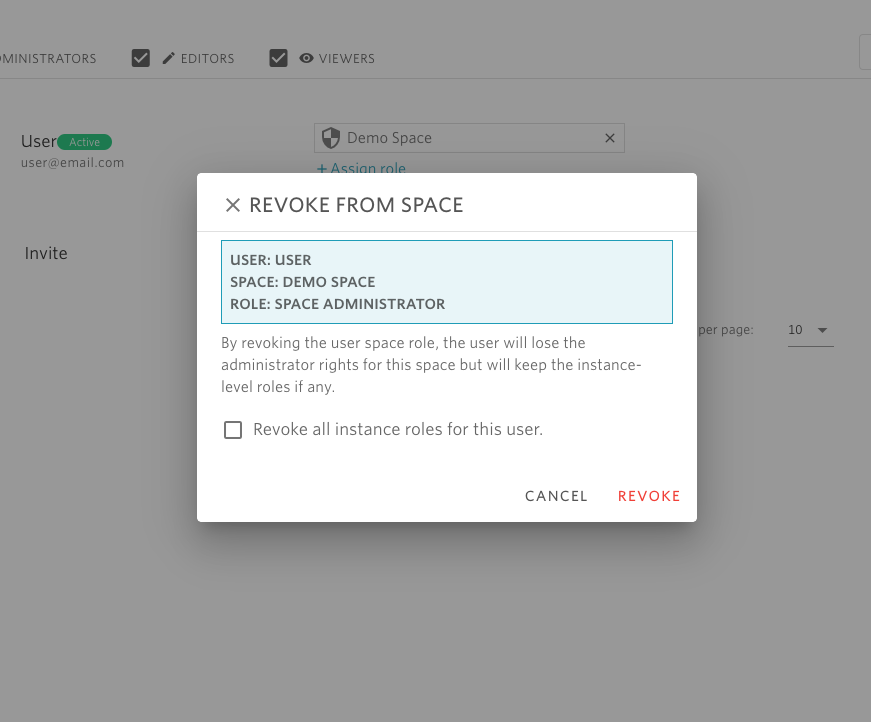 EDITORS
VIEWERS
User
Active
user@email.com
Demo Space
+ Assign role
REVOKE FROM SPACE
USER: USER
SPACE: DEMO SPACE
ROLE: SPACE ADMINISTRATOR
By revoking the user space role, the user will lose the
administrator rights for this space but will keep the instance-
level roles if any.
Revoke all instance roles for this user.
CANCEL
REVOKE
Invite
per page:
10